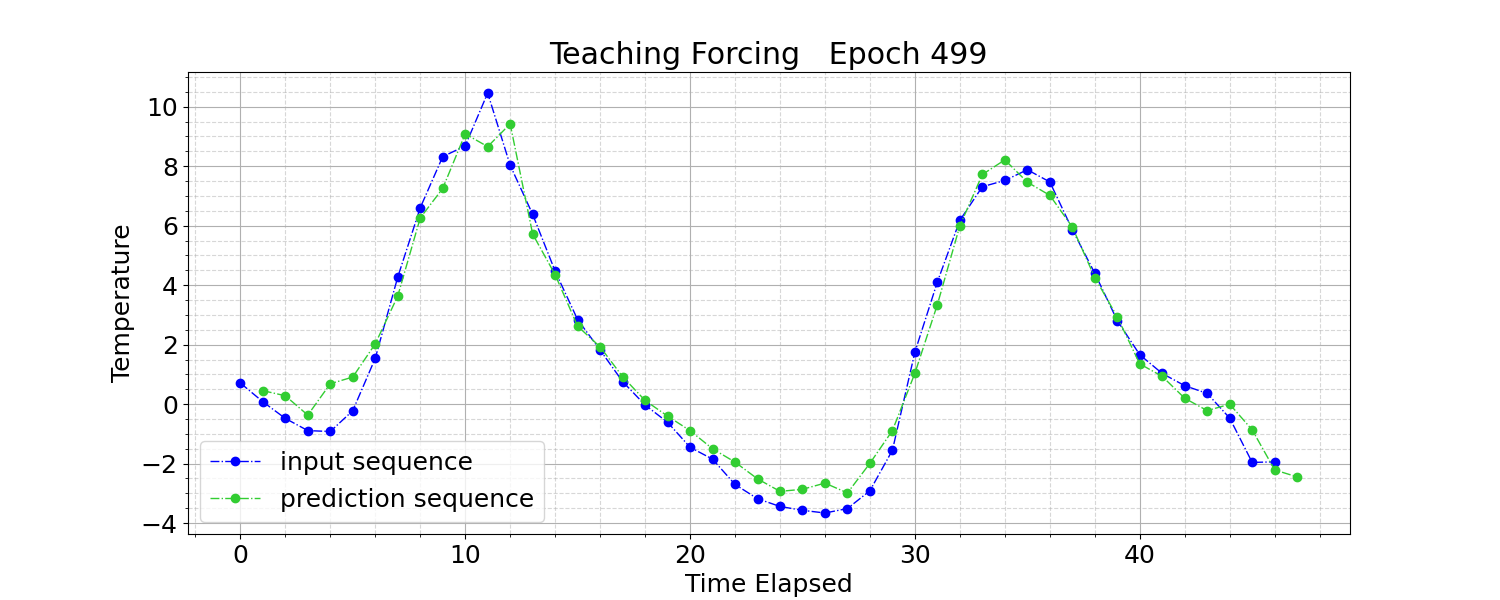 Teaching Forcing   Epoch 499
10
8
6
4
2
0
−2
−4
Temperature
input sequence
prediction sequence
0 10 20 30 40
Time Elapsed